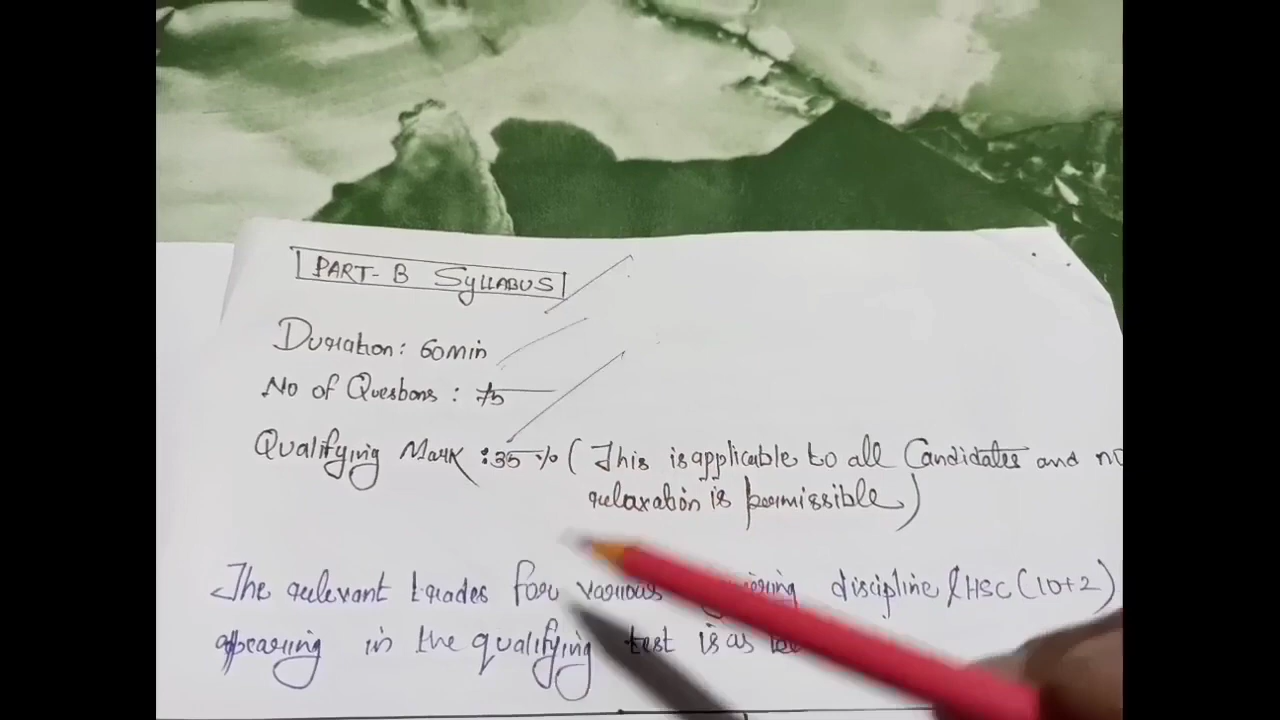 PART-B SYLLABUS
Duration: 60min
No of Questions : 75
Qualifying Mark :35% ( This is applicable to all Candidates and no
relaxation is permissible)
The relevant trades for various discipline / HSC (10+2)
appearing in the qualifying test is as